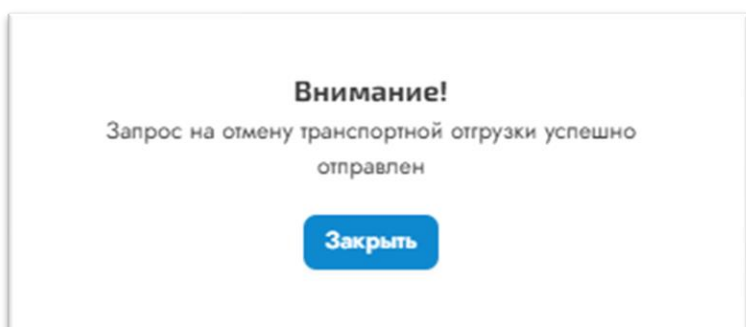 Внимание!
Запрос на отмену транспортной отгрузки успешно
отправлен
Закрыть